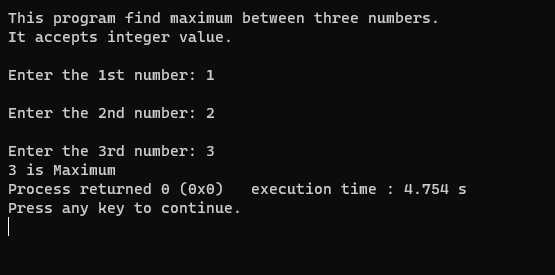 This program find maximum between three numbers.
It accepts integer value.
Enter the 1st number: 1
Enter the 2nd number: 2
Enter the 3rd number: 3
3 is Maximum
Process returned 0 (0x0)   execution time : 4.754 s
Press any key to continue.